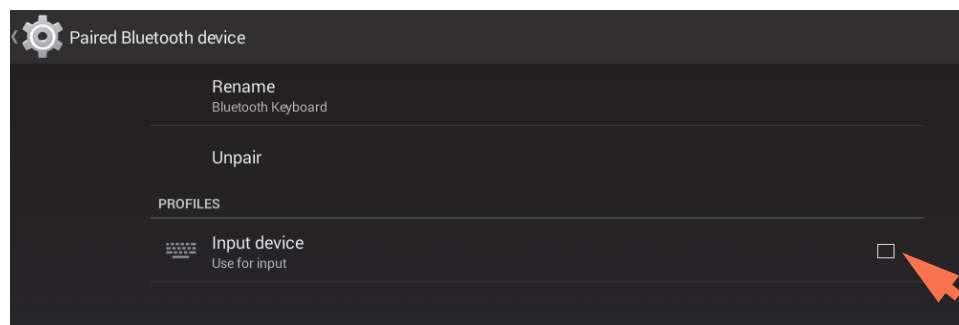 Paired Bluetooth device
Rename
Bluetooth Keyboard
Unpair
PROFILES
Input device
Use for input